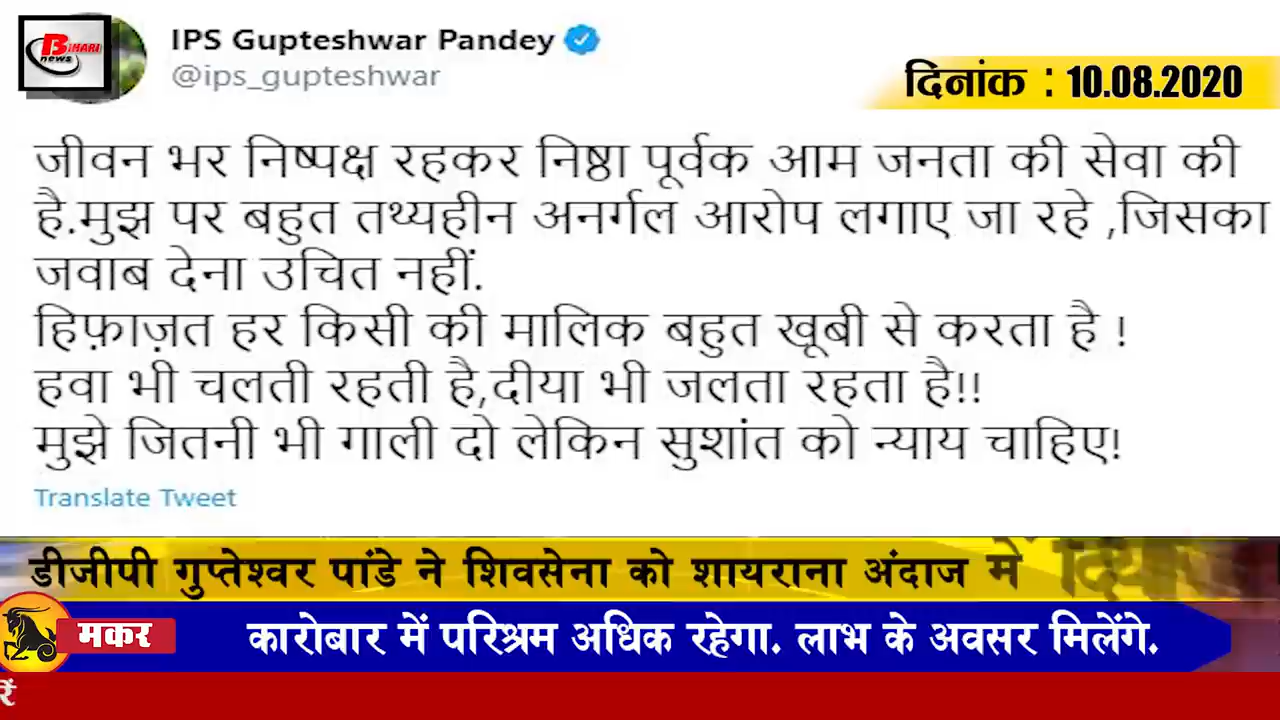 BIHARI
news
IPS Gupteshwar Pandey
@ips_gupteshwar
दिनांक : 10.08.2020
जीवन भर निष्पक्ष रहकर निष्ठा पूर्वक आम जनता की सेवा की
है.मुझ पर बहुत तथ्यहीन अनर्गल आरोप लगाए जा रहे ,जिसका
जवाब देना उचित नहीं.
हिफ़ाज़त हर किसी की मालिक बहुत खूबी से करता है !
हवा भी चलती रहती है,दीया भी जलता रहता है!!
मुझे जितनी भी गाली दो लेकिन सुशांत को न्याय चाहिए!
Translate Tweet
डीजीपी गुप्तेश्वर पांडे ने शिवसेना को शायराना अंदाज में
मकर
कारोबार में परिश्रम अधिक रहेगा. लाभ के अवसर मिलेंगे.